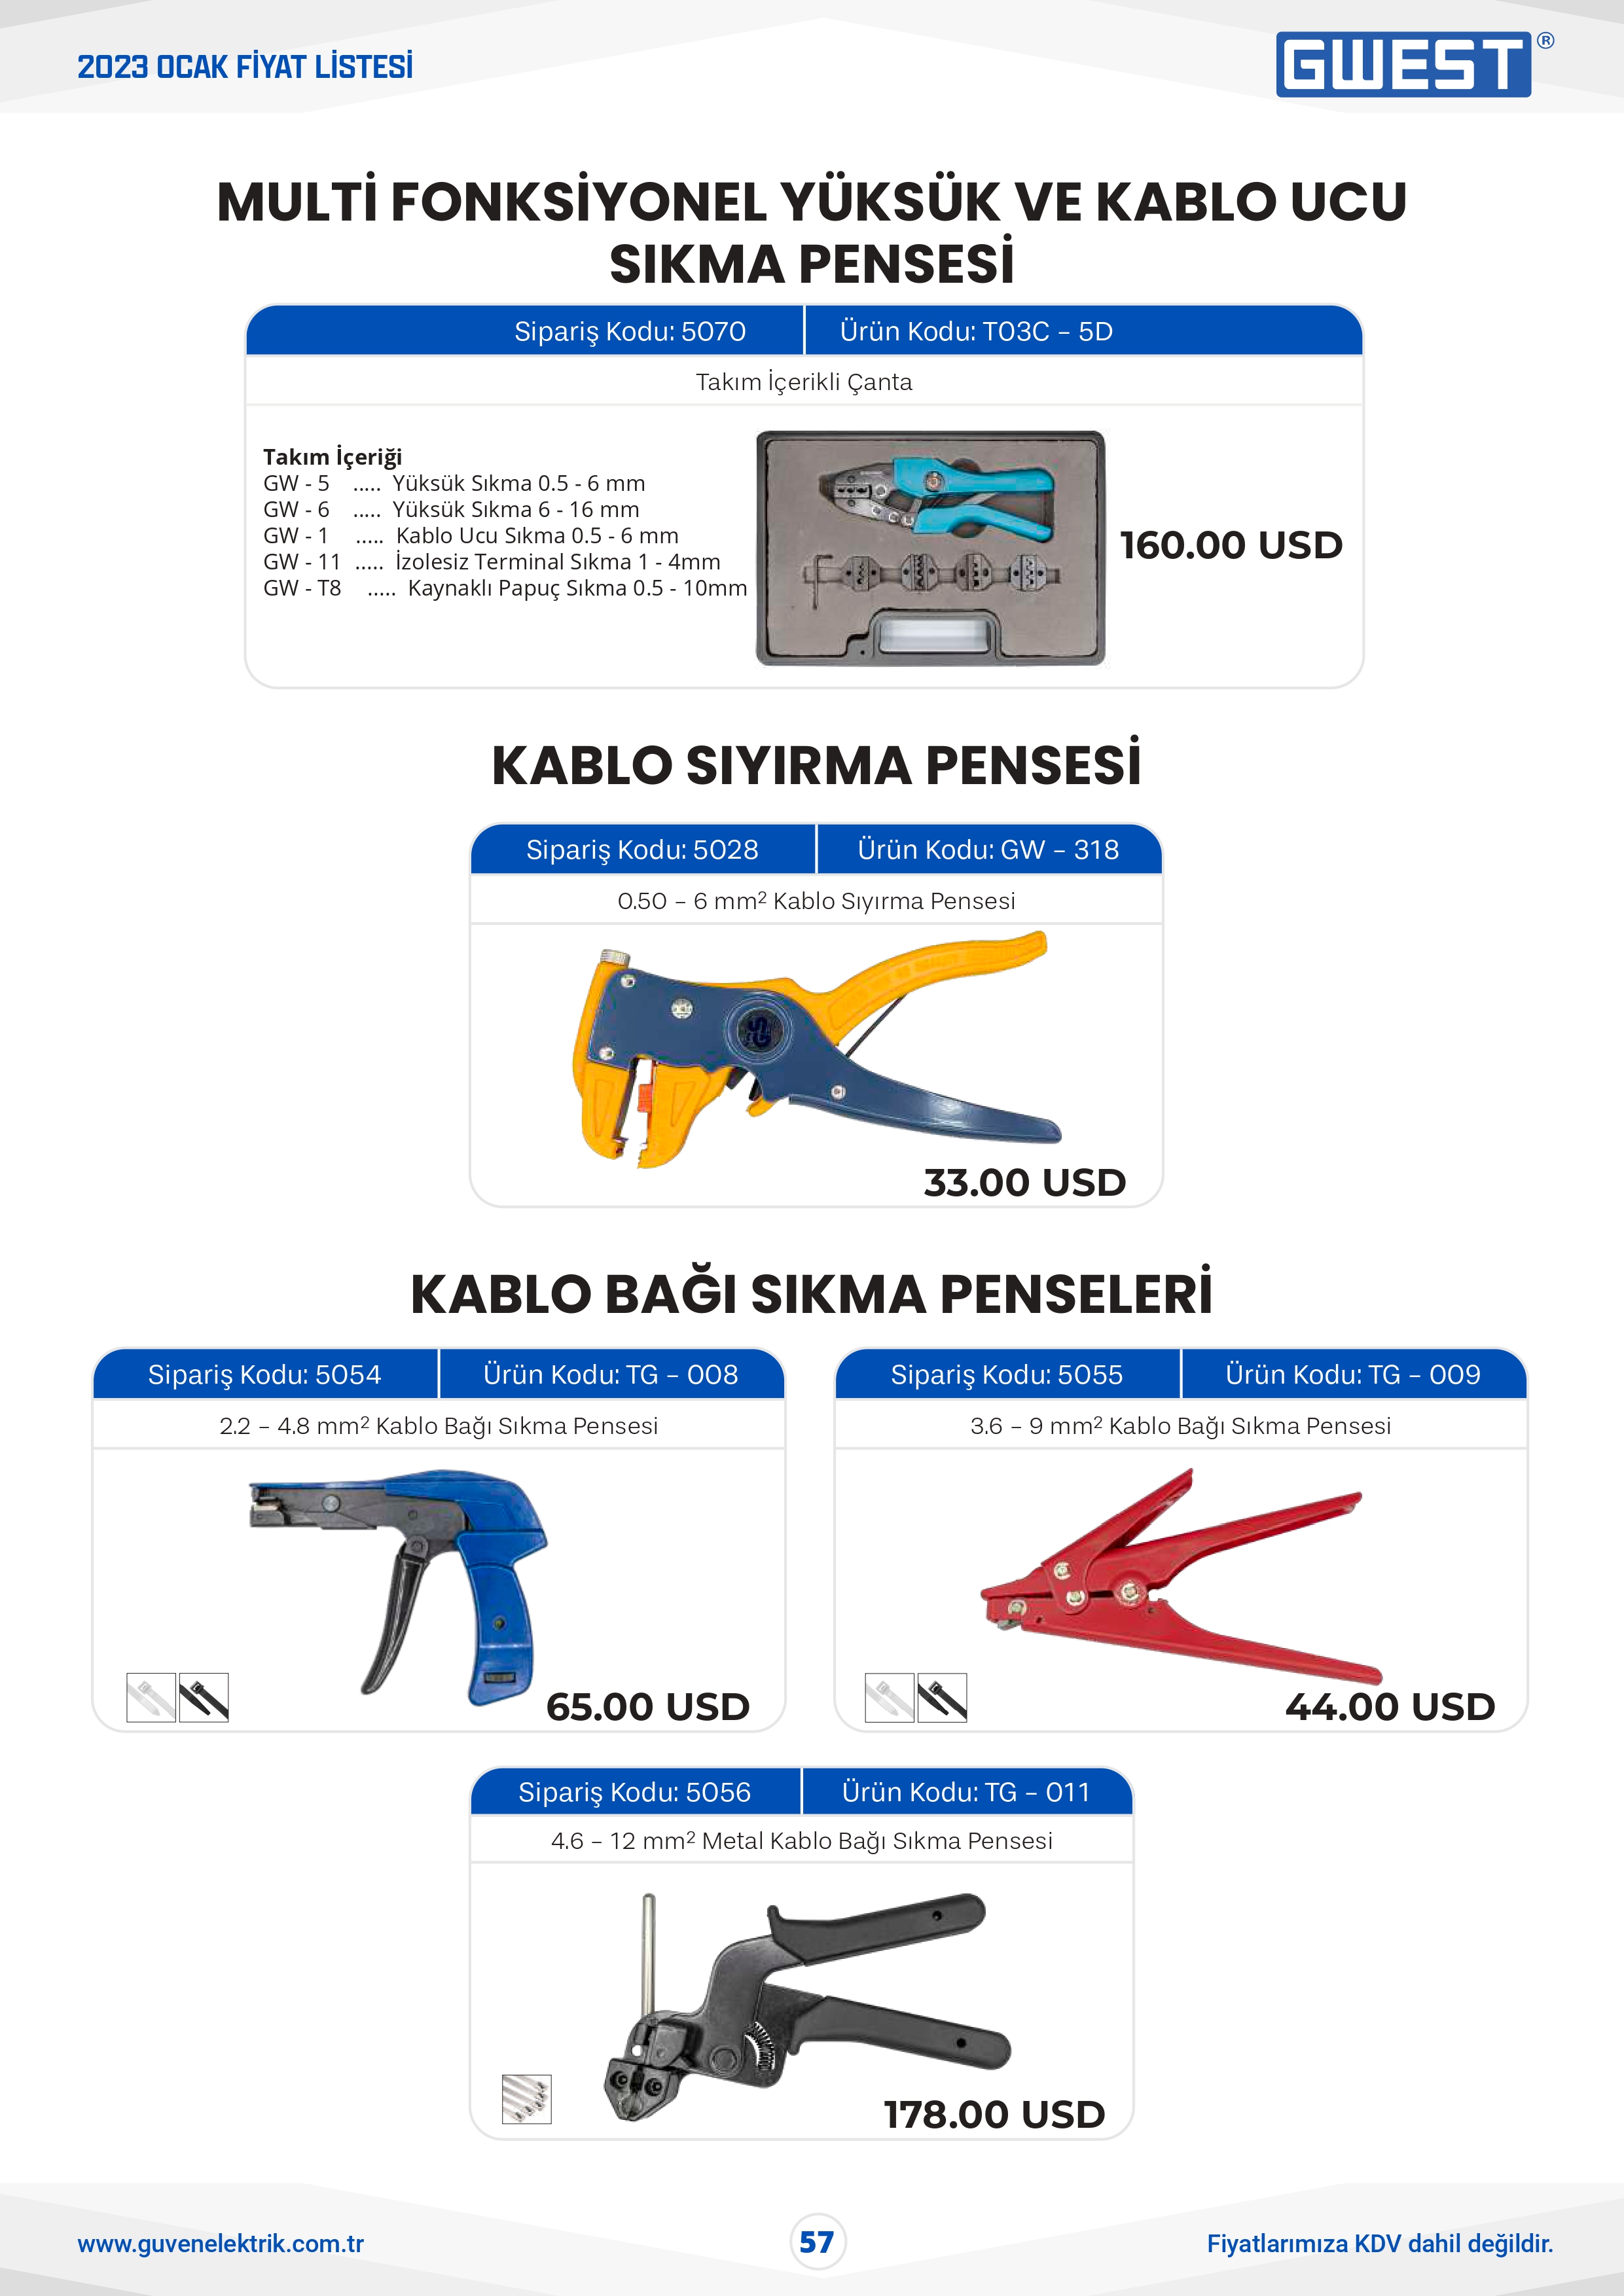 2023 OCAK FİYAT LİSTESİ
GWEST®
MULTİ FONKSİYONEL YÜKSÜK VE KABLO UCU
SIKMA PENSESİ
Sipariş Kodu: 5070
Ürün Kodu: T03C - 5D
Takım İçerikli Çanta
Takım İçeriği
GW - 5 ..... Yüksük Sıkma 0.5 - 6 mm
GW - 6 ..... Yüksük Sıkma 6 - 16 mm
GW - 1 ..... Kablo Ucu Sıkma 0.5 - 6 mm
GW - 11 ..... İzolesiz Terminal Sıkma 1 - 4mm
GW - T8 ..... Kaynaklı Papuç Sıkma 0.5 - 10mm
160.00 USD
KABLO SIYIRMA PENSESİ
Sipariş Kodu: 5028
Ürün Kodu: GW - 318
0.50 - 6 mm² Kablo Sıyırma Pensesi
33.00 USD
KABLO BAĞI SIKMA PENSELERİ
Sipariş Kodu: 5054
Ürün Kodu: TG - 008
2.2 - 4.8 mm² Kablo Bağı Sıkma Pensesi
65.00 USD
Sipariş Kodu: 5055
Ürün Kodu: TG - 009
3.6 - 9 mm² Kablo Bağı Sıkma Pensesi
44.00 USD
Sipariş Kodu: 5056
Ürün Kodu: TG - 011
4.6 - 12 mm² Metal Kablo Bağı Sıkma Pensesi
178.00 USD
www.guvenelektrik.com.tr
57
Fiyatlarımıza KDV dahil değildir.